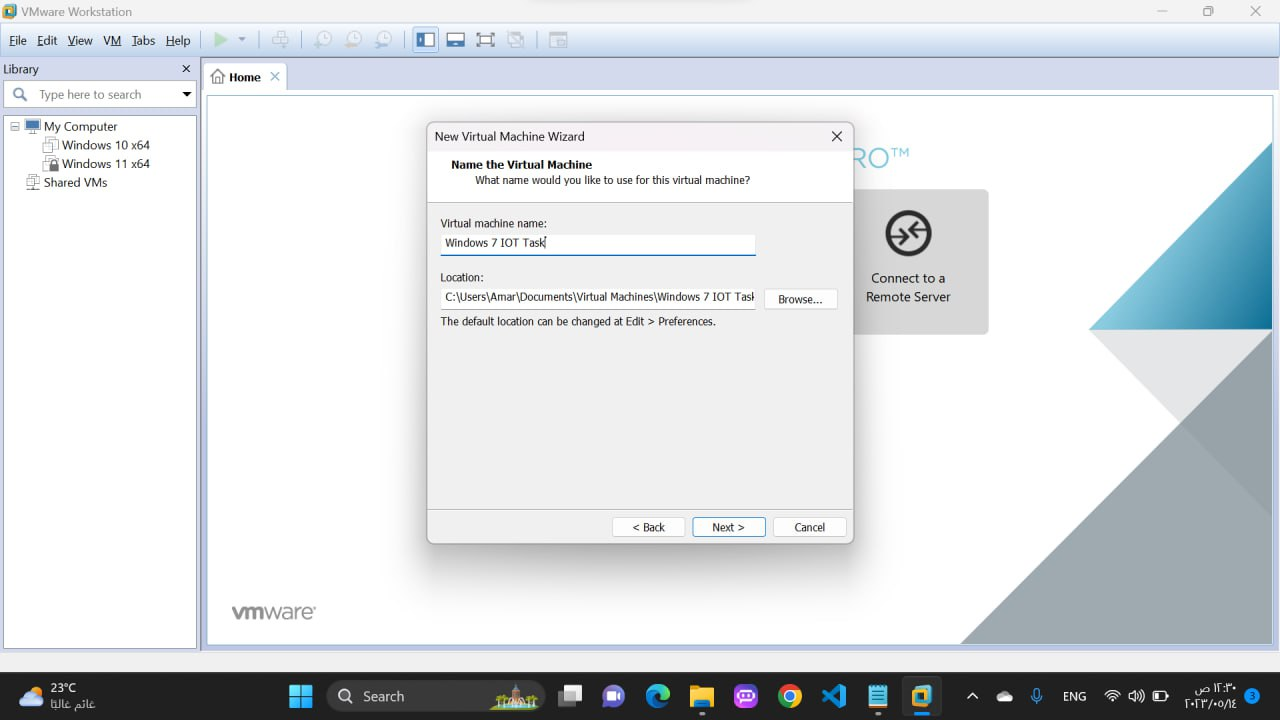 VMware Workstation
File Edit View VM Tabs Help
Library
Type here to search
My Computer
Windows 10 x64
Windows 11 x64
Shared VMs
Home
RO™
Connect to a
Remote Server
New Virtual Machine Wizard
Name the Virtual Machine
What name would you like to use for this virtual machine?
Virtual machine name:
Windows 7 IOT Task
Location:
C:\Users\Amar\Documents\Virtual Machines\Windows 7 IOT Task
Browse...
The default location can be changed at Edit > Preferences.
< Back Next > Cancel
vmware
23°C
غائم غالبًا
Search
ENG
١٢:٣٠ ص
٢٠٢٣/٠٥/١٤
3